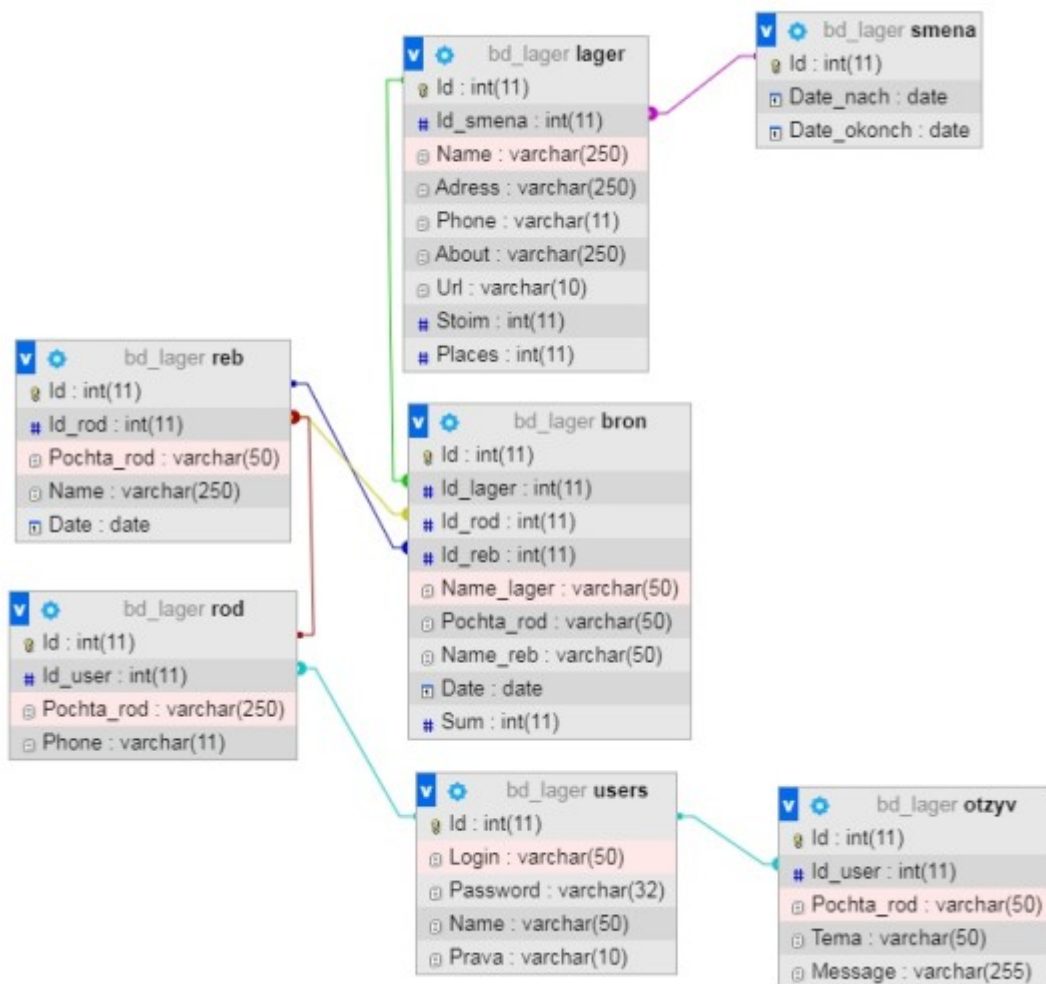 v bd_lager lager
Id : int(11)
# Id_smena : int(11)
Name : varchar(250)
Adress : varchar(250)
Phone : varchar(11)
About : varchar(250)
Url : varchar(10)
# Stoim : int(11)
# Places : int(11)
v bd_lager smena
Id : int(11)
Date_nach : date
Date_okonch : date
v bd_lager reb
Id : int(11)
# Id_rod : int(11)
Pochta_rod : varchar(50)
Name : varchar(250)
Date : date
v bd_lager bron
Id : int(11)
# Id_lager : int(11)
# Id_rod : int(11)
# Id_reb : int(11)
Name_lager : varchar(50)
Pochta_rod : varchar(50)
Name_reb : varchar(50)
Date : date
# Sum : int(11)
v bd_lager rod
Id : int(11)
# Id_user : int(11)
Pochta_rod : varchar(250)
Phone : varchar(11)
v bd_lager users
Id : int(11)
Login : varchar(50)
Password : varchar(32)
Name : varchar(50)
Prava : varchar(10)
v bd_lager otzyv
Id : int(11)
# Id_user : int(11)
Pochta_rod : varchar(50)
Tema : varchar(50)
Message : varchar(255)